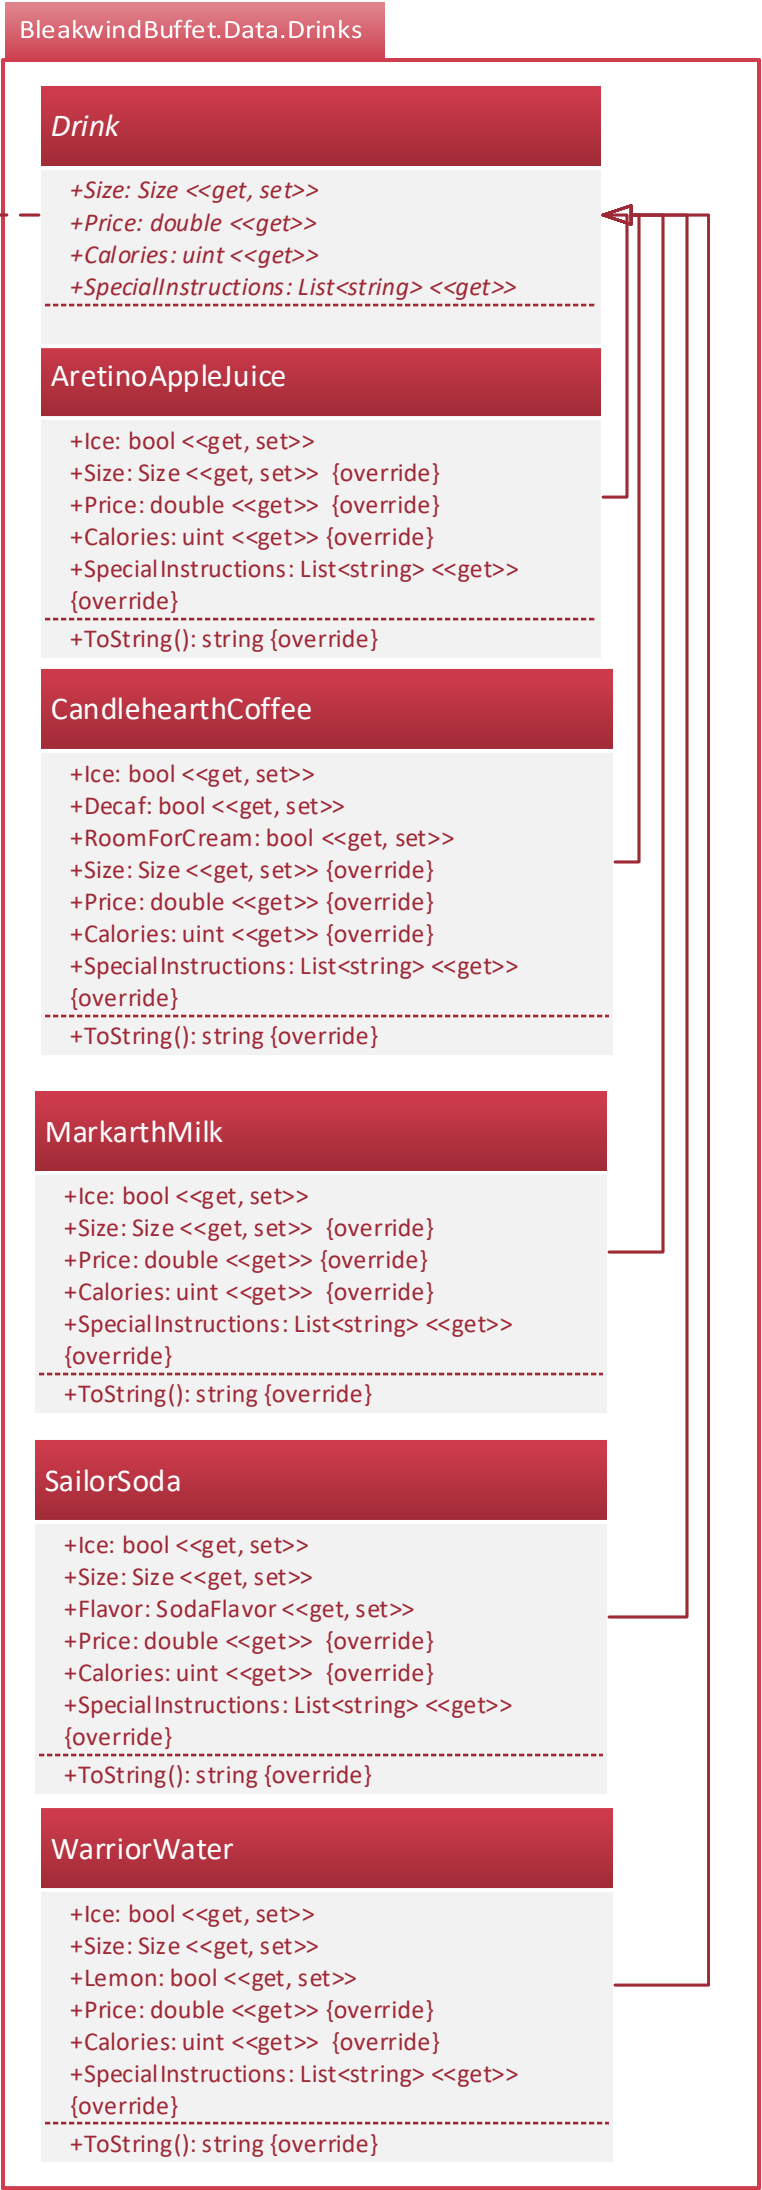 BleakwindBuffet.Data.Drinks
Drink
+Size: Size <<get, set>>
+Price: double <<get>>
+Calories: uint <<get>>
+SpecialInstructions: List<string> <<get>>
AretinoAppleJuice
+Ice: bool <<get, set>>
+Size: Size <<get, set>> {override}
+Price: double <<get>> {override}
+Calories: uint <<get>> {override}
+SpecialInstructions: List<string> <<get>>
{override}
+ToString(): string {override}
CandlehearthCoffee
+Ice: bool <<get, set>>
+Decaf: bool <<get, set>>
+RoomForCream: bool <<get, set>>
+Size: Size <<get, set>> {override}
+Price: double <<get>> {override}
+Calories: uint <<get>> {override}
+SpecialInstructions: List<string> <<get>>
{override}
+ToString(): string {override}
MarkarthMilk
+Ice: bool <<get, set>>
+Size: Size <<get, set>> {override}
+Price: double <<get>> {override}
+Calories: uint <<get>> {override}
+SpecialInstructions: List<string> <<get>>
{override}
+ToString(): string {override}
SailorSoda
+Ice: bool <<get, set>>
+Size: Size <<get, set>>
+Flavor: SodaFlavor <<get, set>>
+Price: double <<get>> {override}
+Calories: uint <<get>> {override}
+SpecialInstructions: List<string> <<get>>
{override}
+ToString(): string {override}
WarriorWater
+Ice: bool <<get, set>>
+Size: Size <<get, set>>
+Lemon: bool <<get, set>>
+Price: double <<get>> {override}
+Calories: uint <<get>> {override}
+SpecialInstructions: List<string> <<get>>
{override}
+ToString(): string {override}